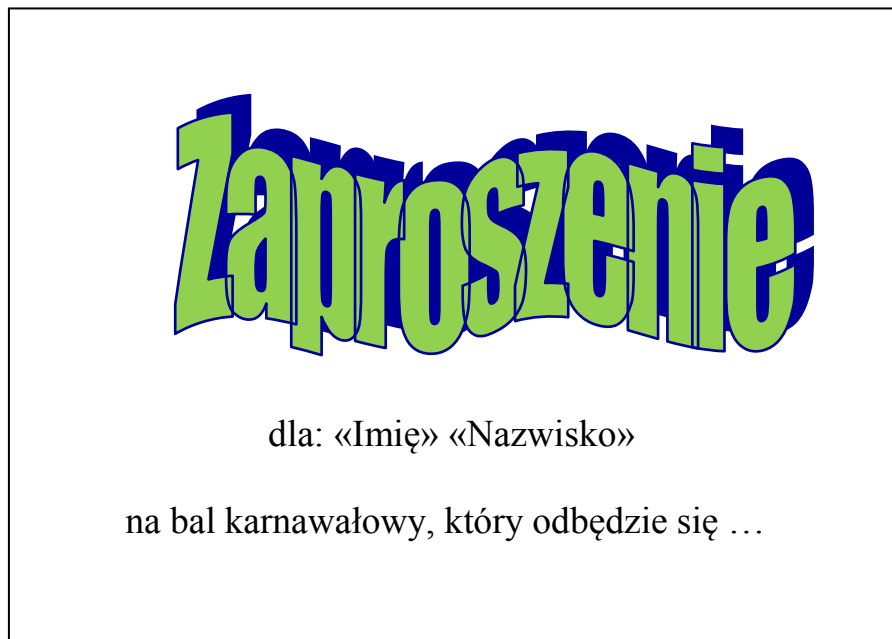 Zaproszenie
dla: «Imię» «Nazwisko»
na bal karnawałowy, który odbędzie się …